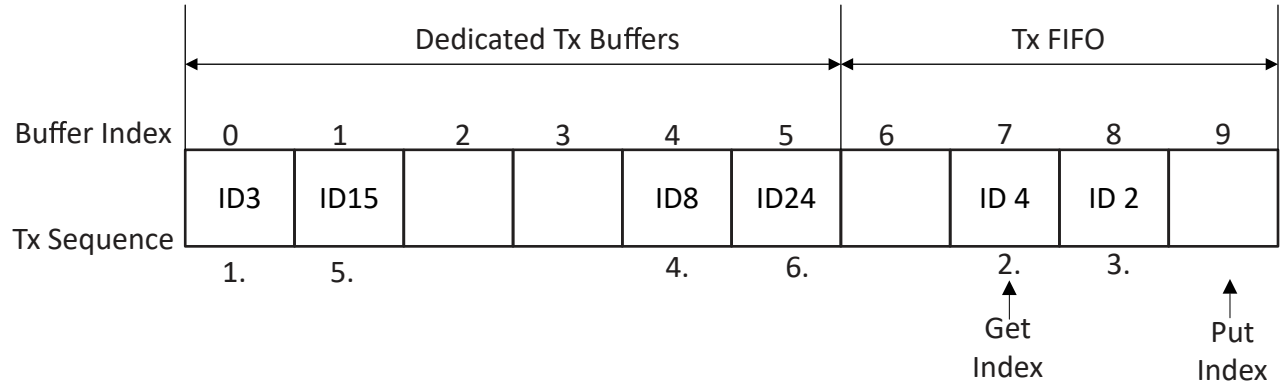 Dedicated Tx Buffers Tx FIFO
Buffer Index 0 1 2 3 4 5 6 7 8 9
ID3 ID15 ID8 ID24 ID 4 ID 2
Tx Sequence
1. 5. 4. 6. 2. 3.
Get Put
Index Index